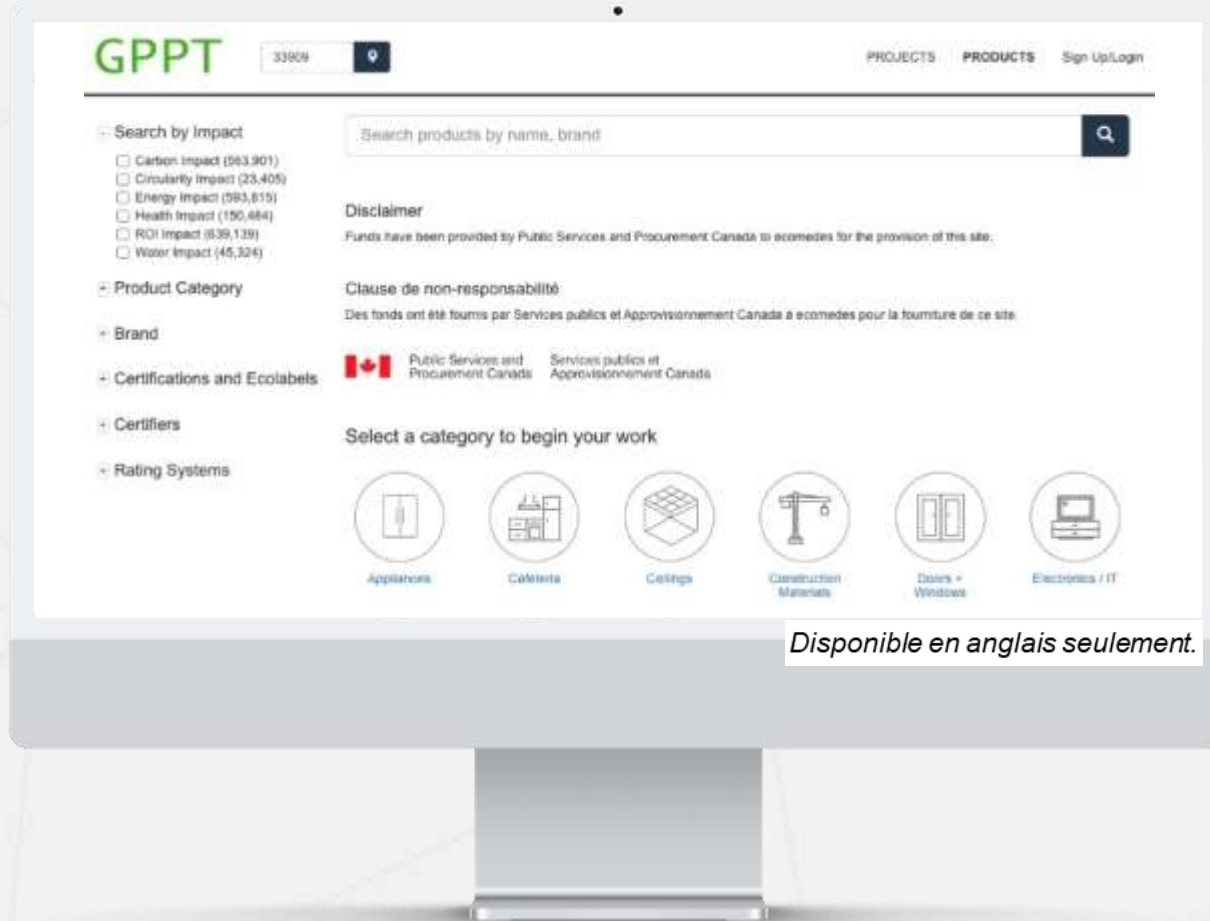 GPPT
33909
PROJECTS PRODUCTS Sign Up/Login
Search by Impact
Carbon Impact (563,901)
Circularity Impact (23,405)
Energy Impact (593,815)
Health Impact (150,484)
ROI Impact (639,139)
Water Impact (45,324)
Product Category
Brand
Certifications and Ecolabels
Certifiers
Rating Systems
Search products by name, brand
Disclaimer
Funds have been provided by Public Services and Procurement Canada to ecomedes for the provision of this site.
Clause de non-responsabilité
Des fonds ont été fournis par Services publics et Approvisionnement Canada à ecomedes pour la fourniture de ce site.
Public Services and
Procurement Canada
Services publics et
Approvisionnement Canada
Select a category to begin your work
Appliances
Cafeteria
Ceilings
Construction
Materials
Doors +
Windows
Electronics / IT
Disponible en anglais seulement.